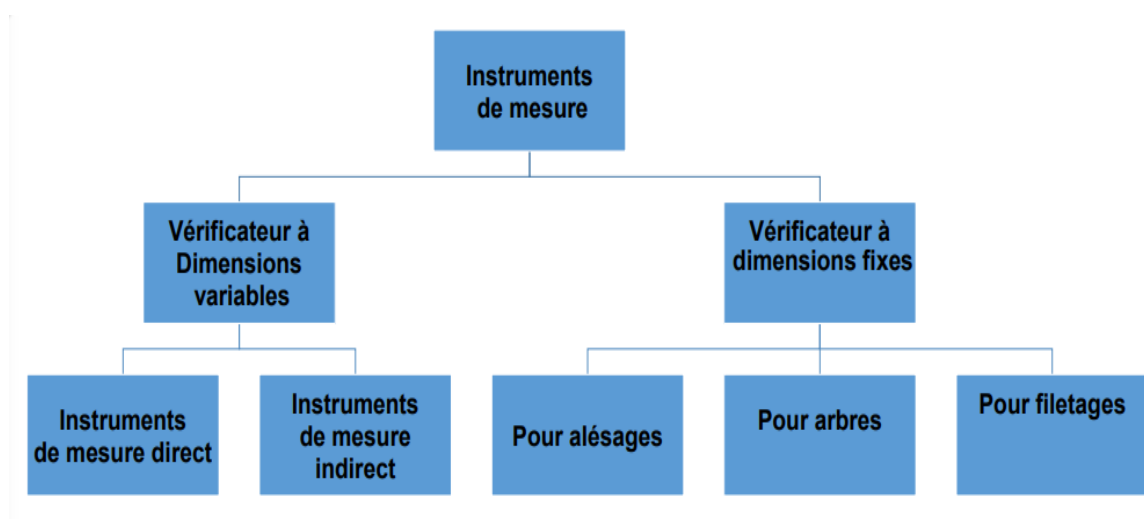 Instruments
de mesure
Vérificateur à
Dimensions
variables
Vérificateur à
dimensions fixes
Instruments
de mesure direct
Instruments
de mesure
indirect
Pour alésages
Pour arbres
Pour filetages